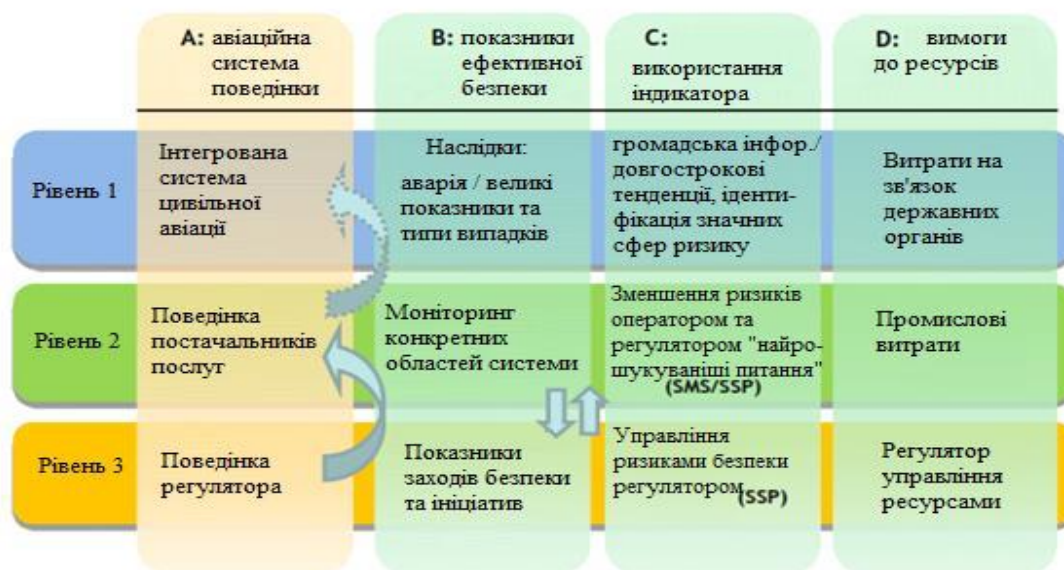 A: авіаційна
система
поведінки
B: показники
ефективної
безпеки
C:
використання
індикатора
D: вимоги
до ресурсів
Рівень 1
Інтегрована
система
цивільної
авіації
Наслідки:
аварія / великі
показники та
типи випадків
громадська інфор./
довгострокові
тенденції, іденти-
фікація значних
сфер ризику
Витрати на
зв'язок
державних
органів
Рівень 2
Поведінка
постачальників
послуг
Моніторинг
конкретних
областей системи
Зменшення ризиків
оператором та
регулятором "найро-
шукуваніші питання"
(SMS/SSP)
Промислові
витрати
Рівень 3
Поведінка
регулятора
Показники
заходів безпеки
та ініціатив
Управління
ризиками безпеки
регулятором
(SSP)
Регулятор
управління
ресурсами